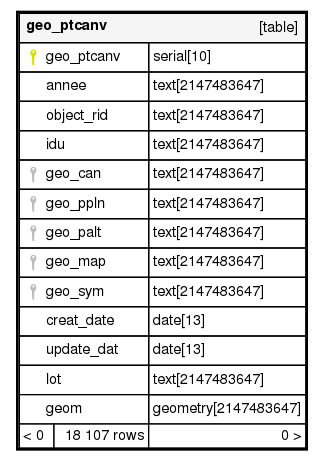 geo_ptcanv [table]
geo_ptcanv serial[10]
annee text[2147483647]
object_rid text[2147483647]
idu text[2147483647]
geo_can text[2147483647]
geo_ppln text[2147483647]
geo_palt text[2147483647]
geo_map text[2147483647]
geo_sym text[2147483647]
creat_date date[13]
update_dat date[13]
lot text[2147483647]
geom geometry[2147483647]
< 0 18 107 rows 0 >